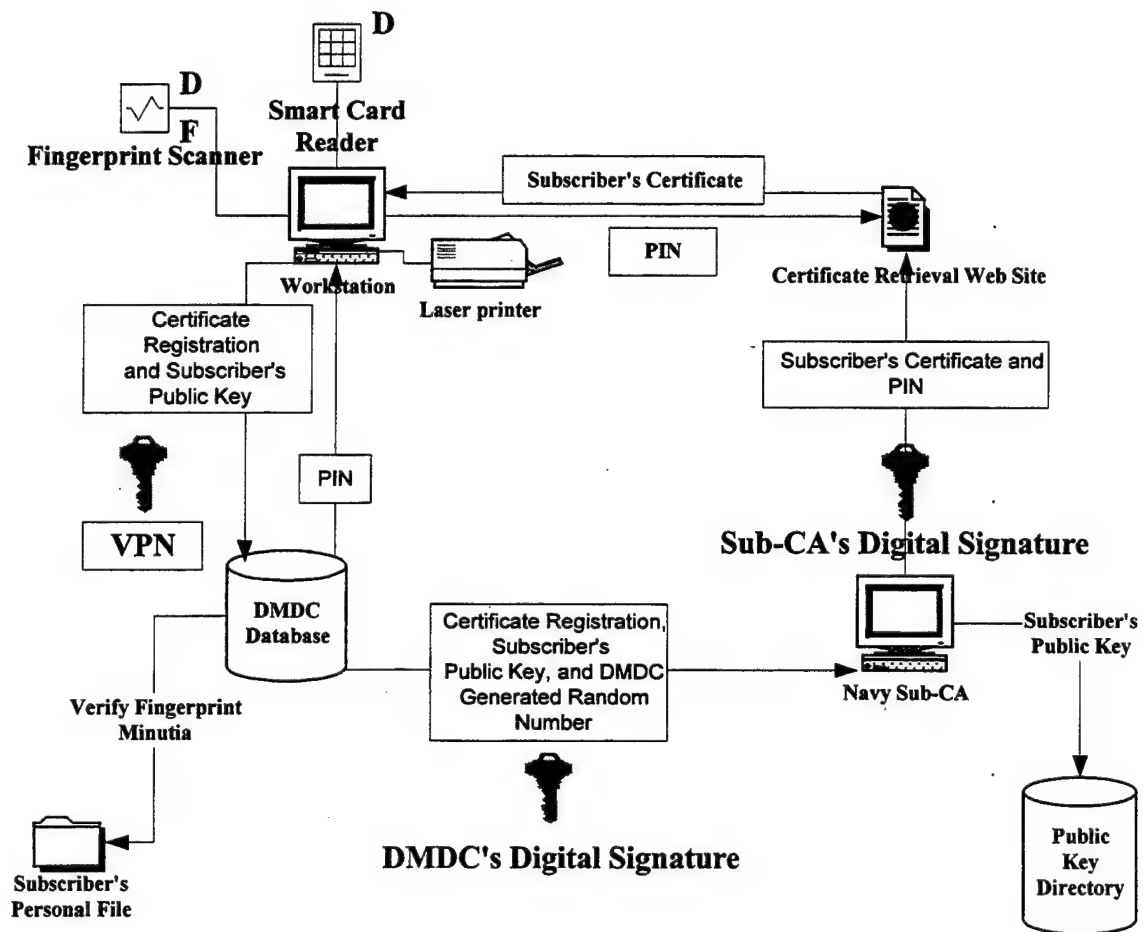 D
D
F
Fingerprint Scanner
Smart Card
Reader
Subscriber's Certificate
PIN
Workstation
Laser printer
Certificate Retrieval Web Site
Certificate
Registration
and Subscriber's
Public Key
Subscriber's Certificate and
PIN
PIN
VPN
Sub-CA's Digital Signature
DMDC
Database
Certificate Registration,
Subscriber's
Public Key, and DMDC
Generated Random
Number
Subscriber's
Public Key
Navy Sub-CA
Verify Fingerprint
Minutia
DMDC's Digital Signature
Public
Key
Directory
Subscriber's
Personal File